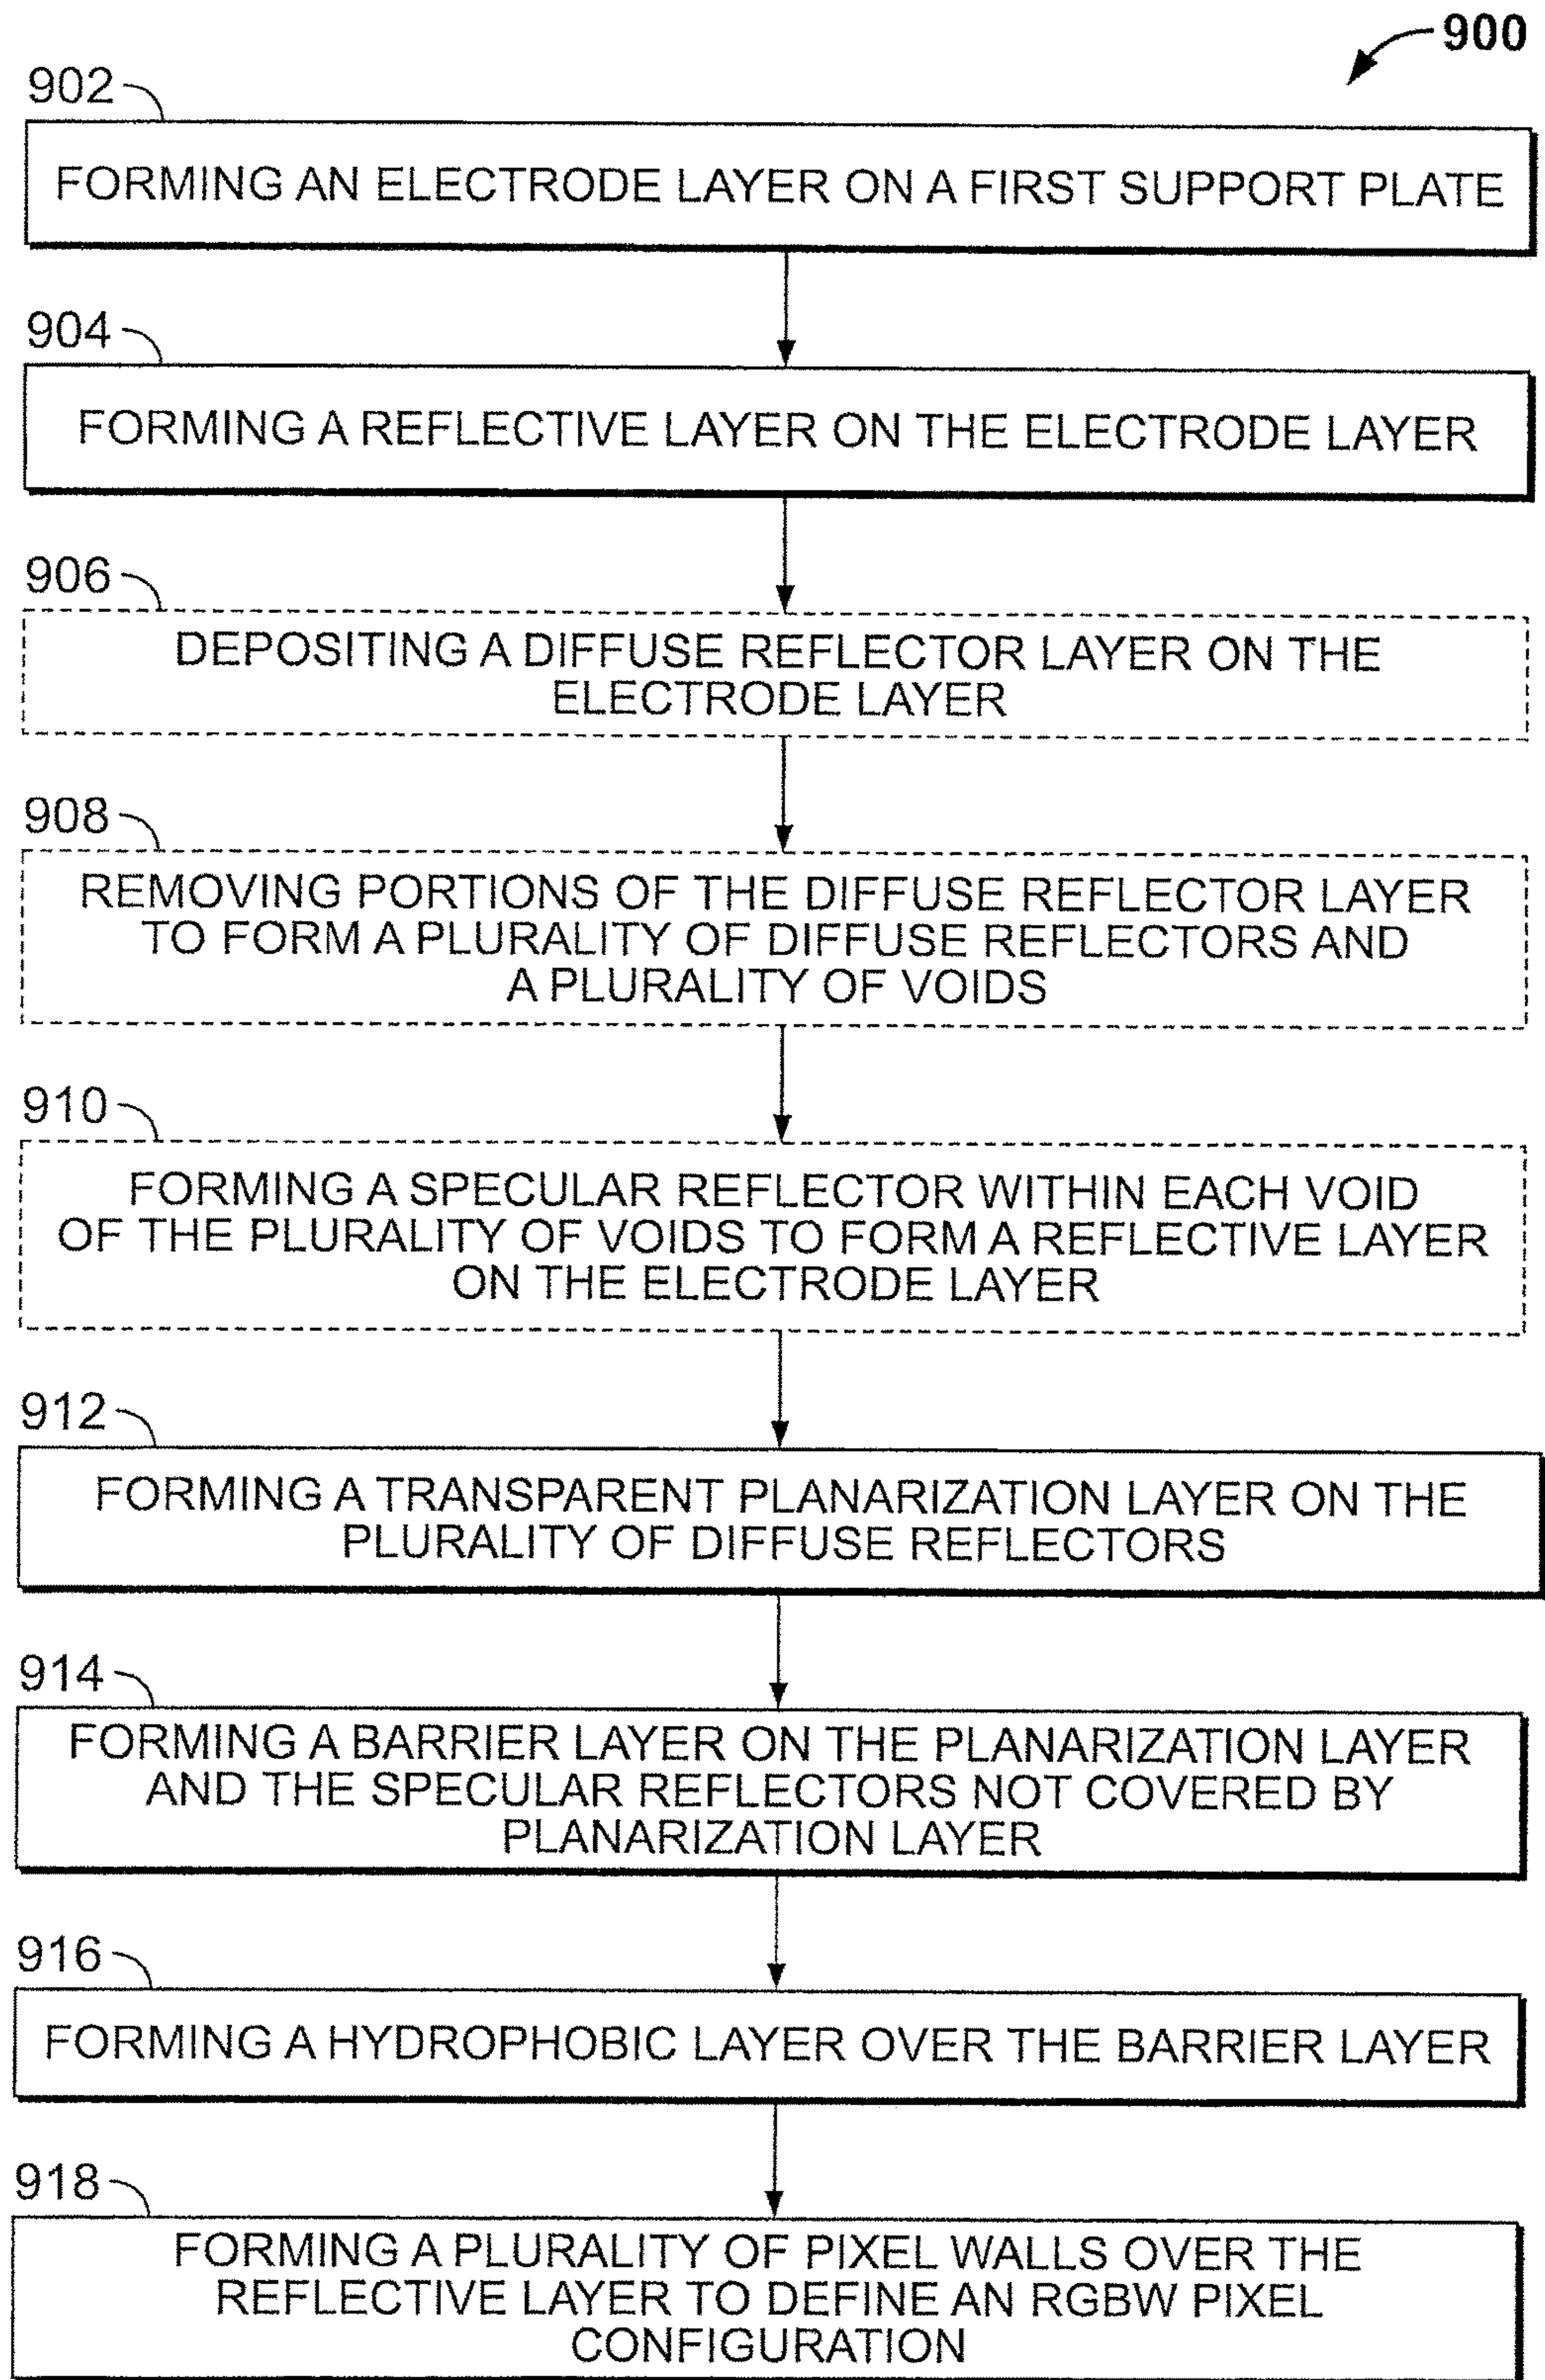 900
902
FORMING AN ELECTRODE LAYER ON A FIRST SUPPORT PLATE
904
FORMING A REFLECTIVE LAYER ON THE ELECTRODE LAYER
906
DEPOSITING A DIFFUSE REFLECTOR LAYER ON THE
ELECTRODE LAYER
908
REMOVING PORTIONS OF THE DIFFUSE REFLECTOR LAYER
TO FORM A PLURALITY OF DIFFUSE REFLECTORS AND
A PLURALITY OF VOIDS
910
FORMING A SPECULAR REFLECTOR WITHIN EACH VOID
OF THE PLURALITY OF VOIDS TO FORM A REFLECTIVE LAYER
ON THE ELECTRODE LAYER
912
FORMING A TRANSPARENT PLANARIZATION LAYER ON THE
PLURALITY OF DIFFUSE REFLECTORS
914
FORMING A BARRIER LAYER ON THE PLANARIZATION LAYER
AND THE SPECULAR REFLECTORS NOT COVERED BY
PLANARIZATION LAYER
916
FORMING A HYDROPHOBIC LAYER OVER THE BARRIER LAYER
918
FORMING A PLURALITY OF PIXEL WALLS OVER THE
REFLECTIVE LAYER TO DEFINE AN RGBW PIXEL
CONFIGURATION